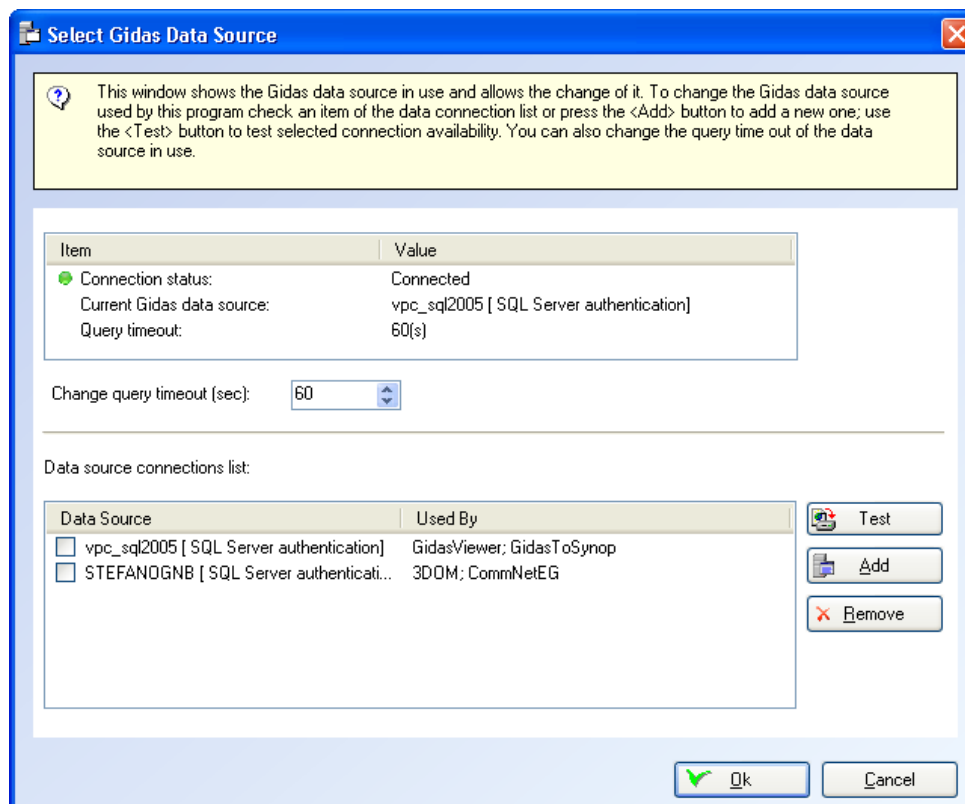 Select Gidas Data Source
This window shows the Gidas data source in use and allows the change of it. To change the Gidas data source
used by this program check an item of the data connection list or press the <Add> button to add a new one; use
the <Test> button to test selected connection availability. You can also change the query time out of the data
source in use.
Item Value
Connection status: Connected
Current Gidas data source: vpc_sql2005 [ SQL Server authentication]
Query timeout: 60(s)
Change query timeout (sec): 60
Data source connections list:
Data Source Used By
vpc_sql2005 [ SQL Server authentication] GidasViewer; GidasToSynop
STEFANOGNB [ SQL Server authenticati... 3DOM; CommNetEG
Test
Add
Remove
Ok Cancel